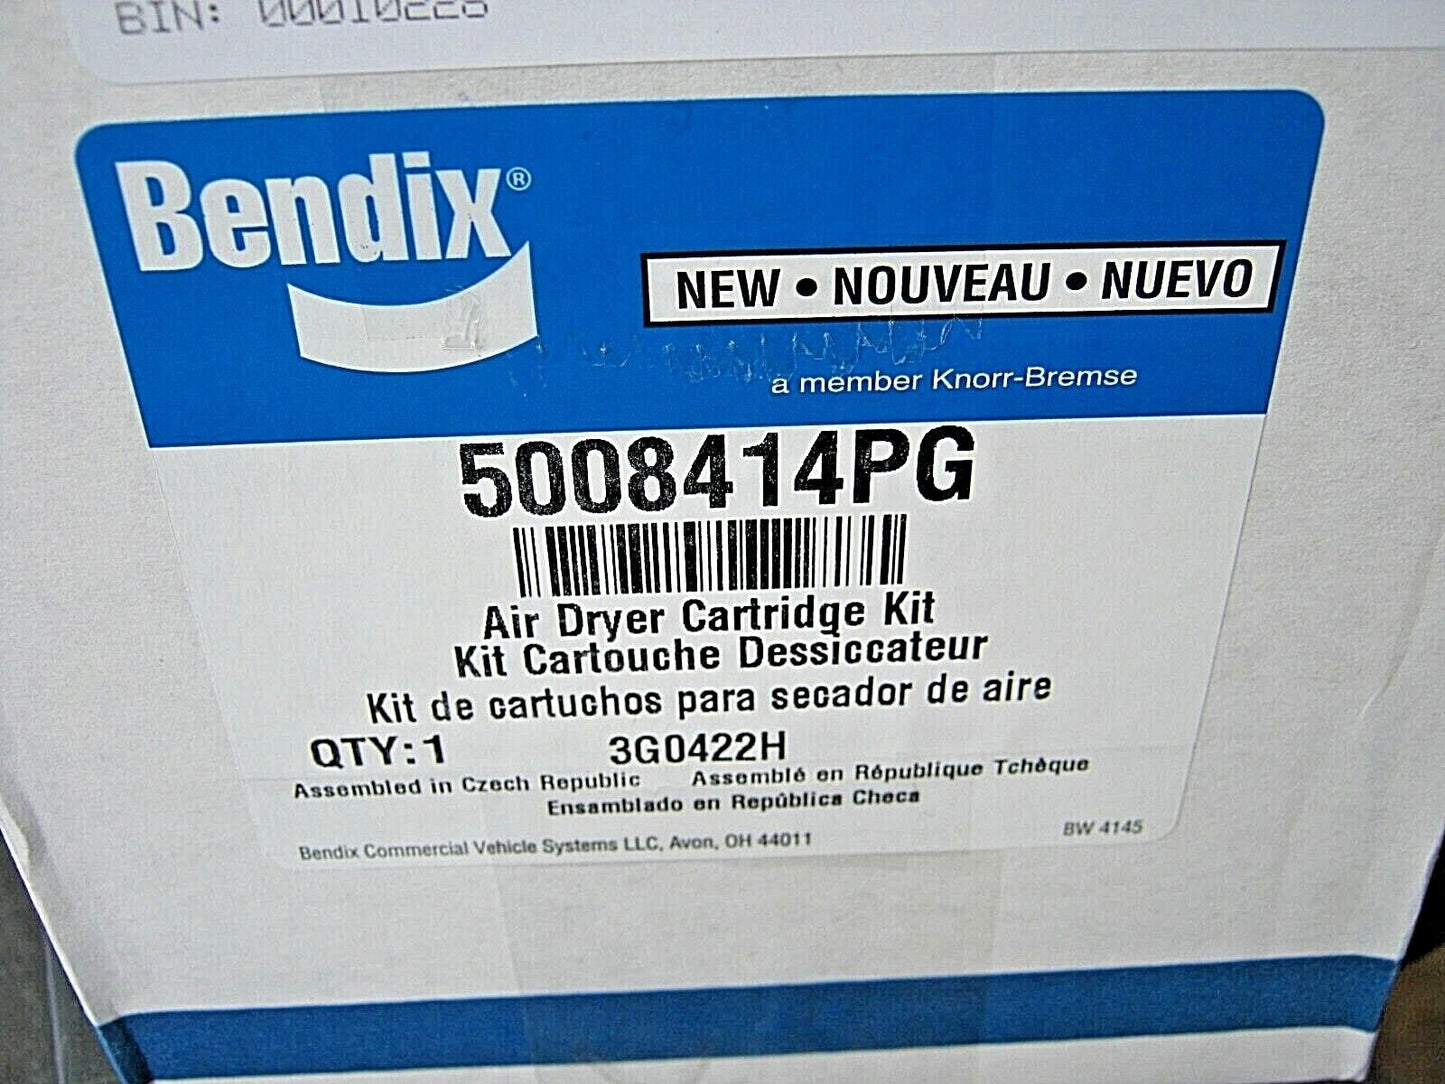 BIN: 00010228
Bendix®
NEW • NOUVEAU • NUEVO
a member Knorr-Bremse
5008414PG
Air Dryer Cartridge Kit
Kit Cartouche Dessiccateur
Kit de cartuchos para secador de aire
QTY:1 3G0422H
Assembled in Czech Republic Assemblé en République Tchèque
Ensamblado en República Checa
Bendix Commercial Vehicle Systems LLC, Avon, OH 44011 BW 4145